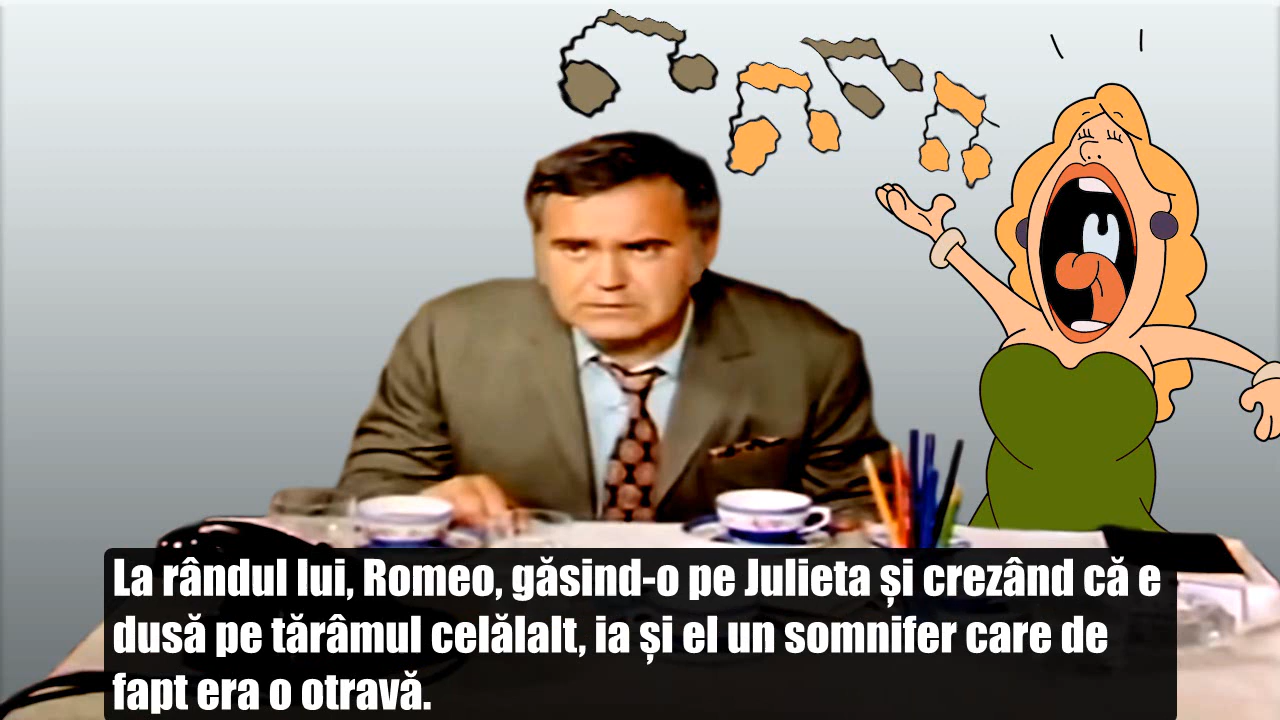 La rândul lui, Romeo, găsind-o pe Julieta și crezând că e
dusă pe tărâmul celălalt, ia și el un somnifer care de
fapt era o otravă.